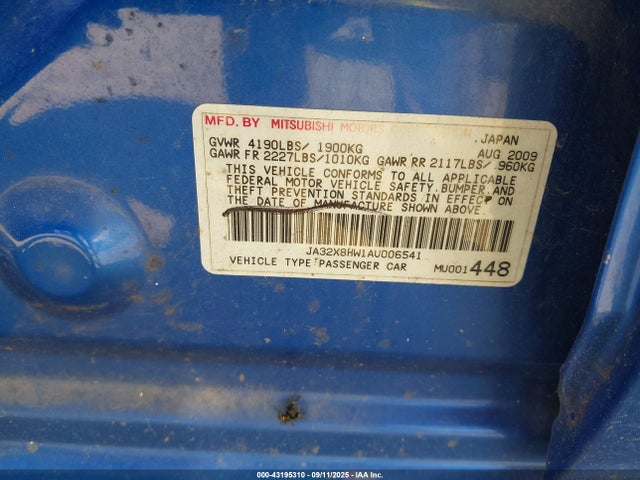 MFD. BY MITSUBISHI MOTORS CORPORATION, JAPAN
GVWR 4190LBS/ 1900KG AUG 2009
GAWR FR 2227LBS/1010KG GAWR RR 2117LBS/ 960KG
THIS VEHICLE CONFORMS TO ALL APPLICABLE
FEDERAL MOTOR VEHICLE SAFETY, BUMPER, AND
THEFT PREVENTION STANDARDS IN EFFECT ON
THE DATE OF MANUFACTURE SHOWN ABOVE.
JA32X8HW1AU006541
VEHICLE TYPE:PASSENGER CAR MU001448
000-43195310 - 09/11/2025 - IAA Inc.